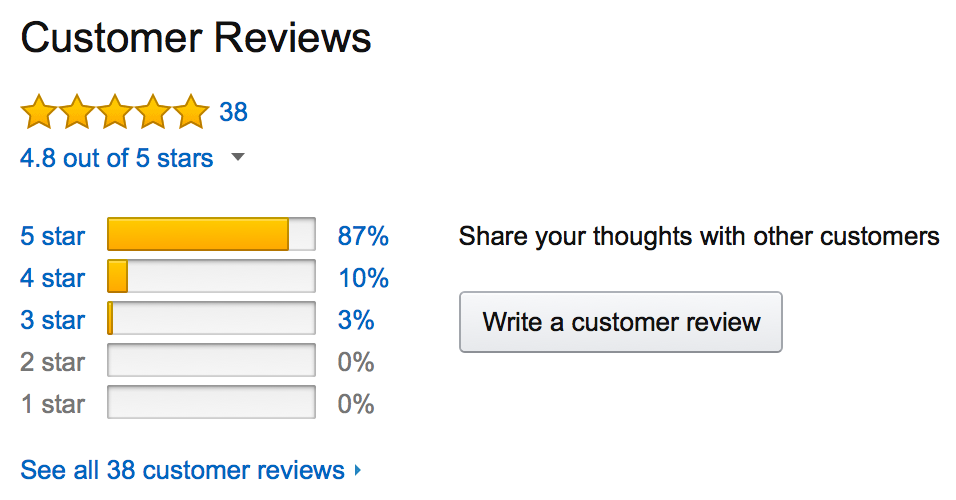 Customer Reviews
38
4.8 out of 5 stars
5 star 87%
4 star 10%
3 star 3%
2 star 0%
1 star 0%
See all 38 customer reviews
Share your thoughts with other customers
Write a customer review